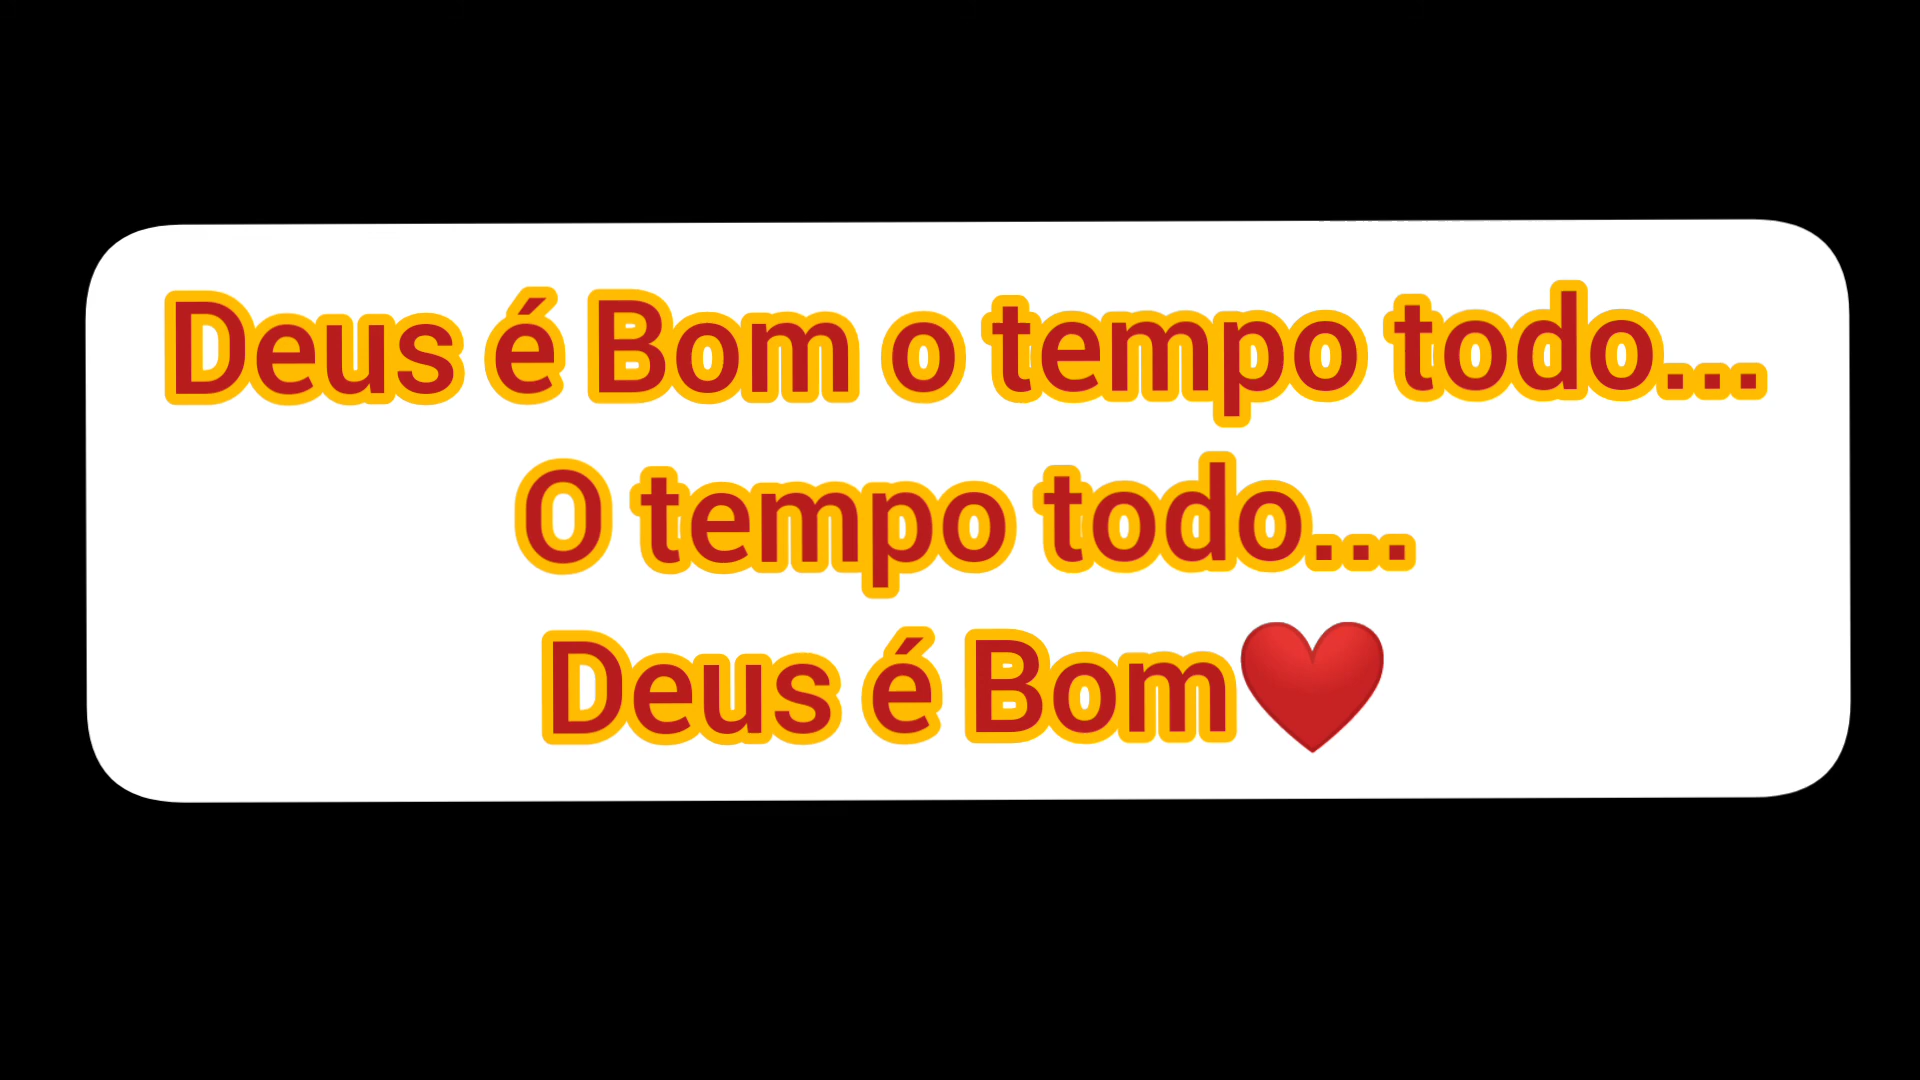 Deus é Bom o tempo todo...
O tempo todo...
Deus é Bom❤️